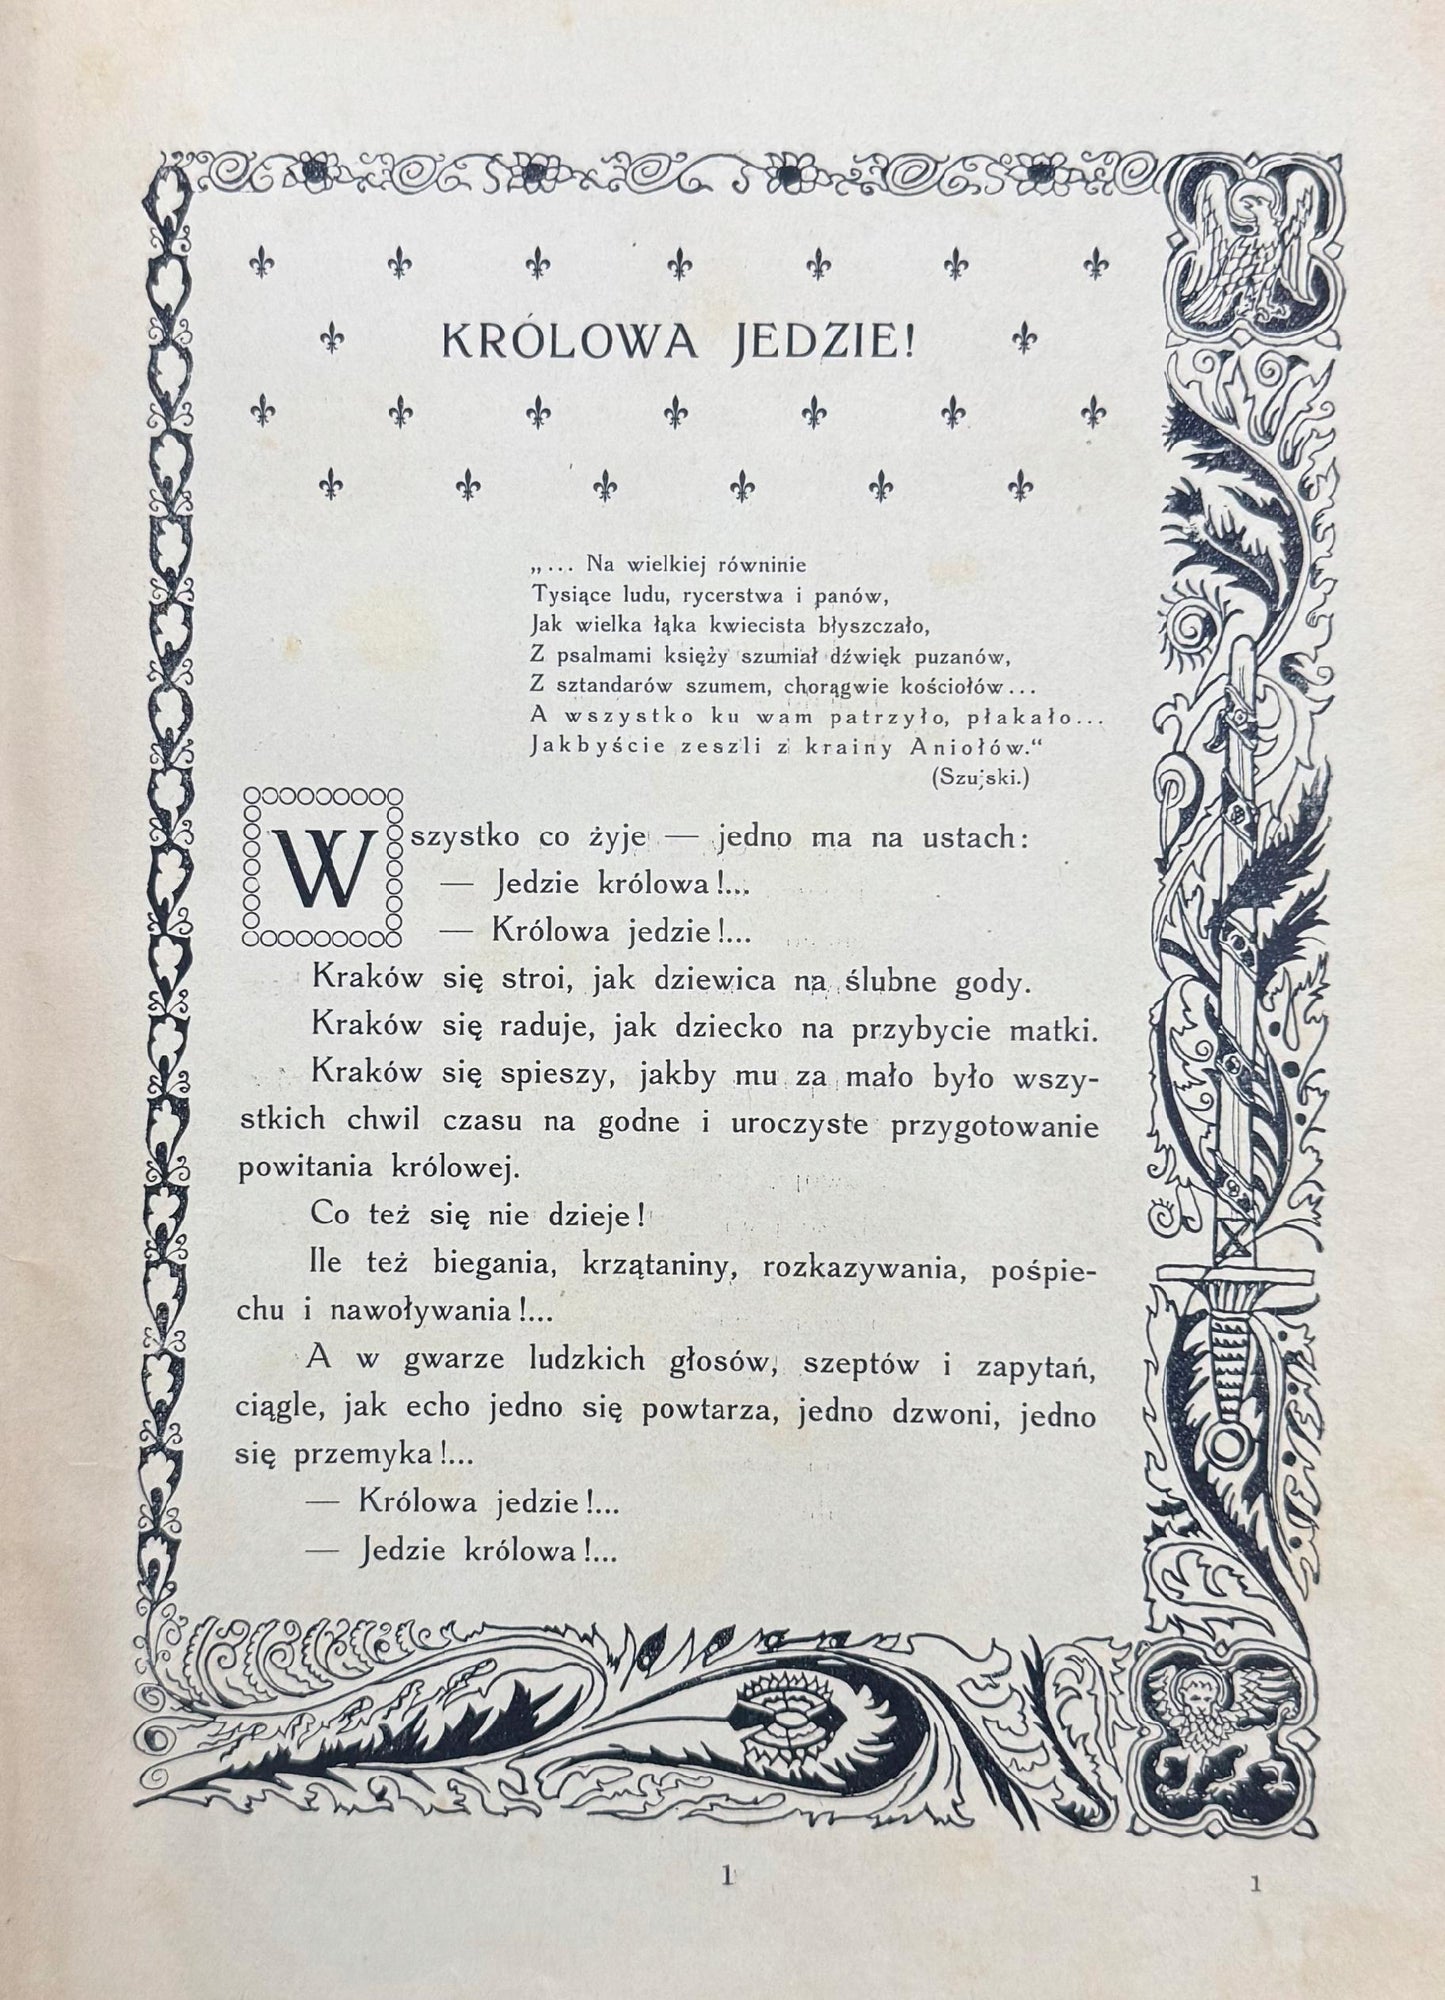 KRÓLOWA JEDZIE!
„... Na wielkiej równinie
Tysiące ludu, rycerstwa i panów,
Jak wielka łąka kwiecista błyszczało,
Z psalmami księży szumiał dźwięk puzanów,
Z sztandarów szumem, chorągwie kościołów...
A wszystko ku wam patrzyło, płakało...
Jakbyście zeszli z krainy Aniołów.“
(Szujski.)
Wszystko co żyje — jedno ma na ustach:
— Jedzie królowa!...
— Królowa jedzie!...
Kraków się stroi, jak dziewica na ślubne gody.
Kraków się raduje, jak dziecko na przybycie matki.
Kraków się spieszy, jakby mu za mało było wszy-
stkich chwil czasu na godne i uroczyste przygotowanie
powitania królowej.
Co też się nie dzieje!
Ile też biegania, krzątaniny, rozkazywania, pośpie-
chu i nawoływania!...
A w gwarze ludzkich głosów, szeptów i zapytań,
ciągle, jak echo jedno się powtarza, jedno dzwoni, jedno
się przemyka!...
— Królowa jedzie!...
— Jedzie królowa!...
1
1